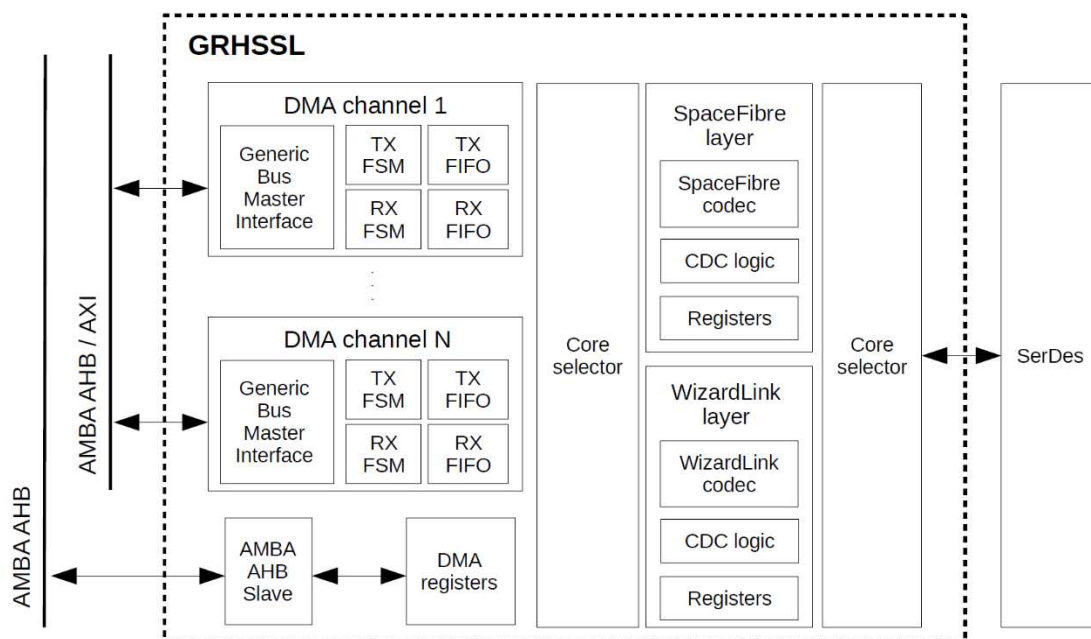 GRHSSL
DMA channel 1
Generic
Bus
Master
Interface
TX
FSM
TX
FIFO
RX
FSM
RX
FIFO
DMA channel N
Generic
Bus
Master
Interface
TX
FSM
TX
FIFO
RX
FSM
RX
FIFO
AMBA AHB / AXI
AMBA AHB
AMBA
AHB
Slave
DMA
registers
Core
selector
SpaceFibre
layer
SpaceFibre
codec
CDC logic
Registers
WizardLink
layer
WizardLink
codec
CDC logic
Registers
Core
selector
SerDes